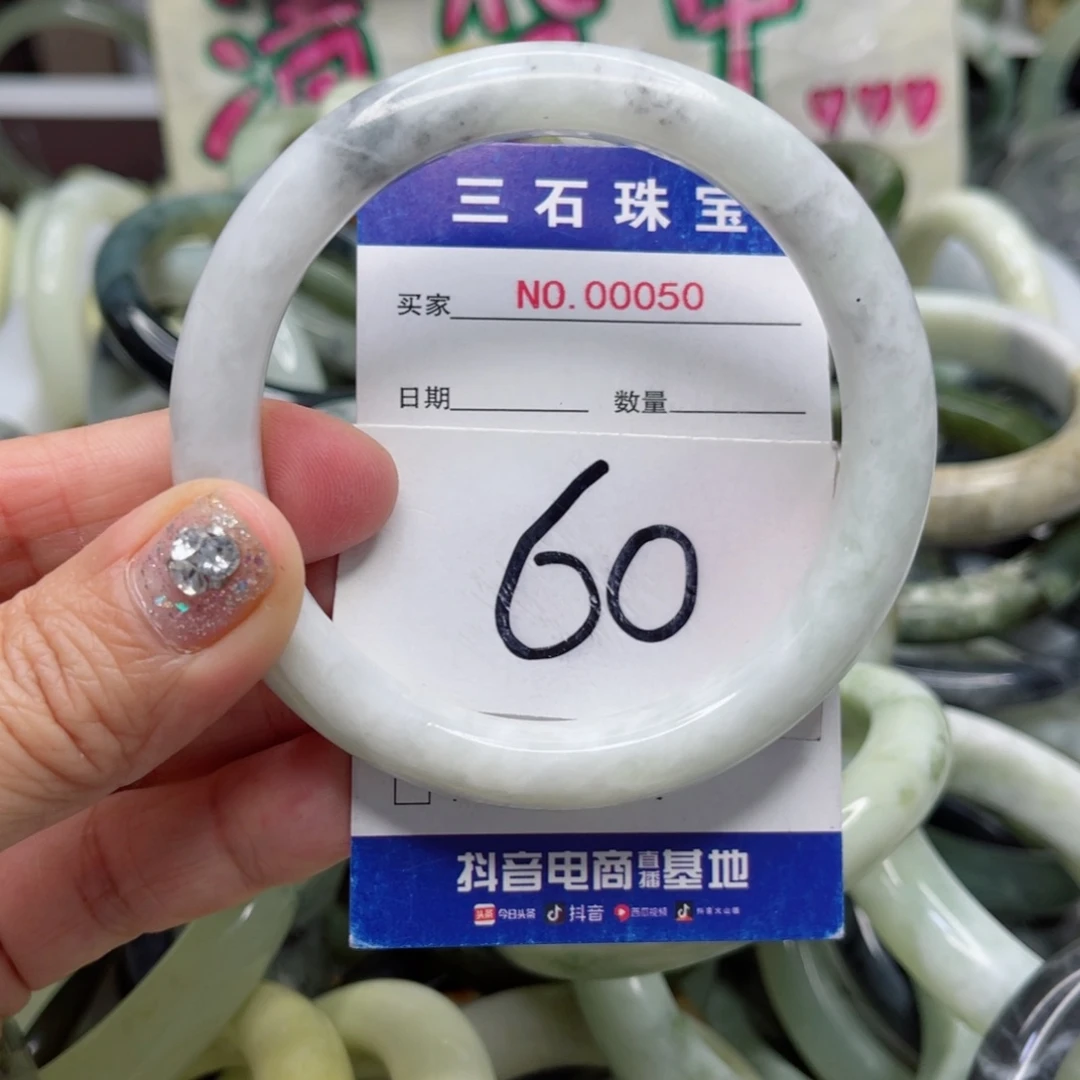 三石珠宝
买家 NO.00050
日期 数量
60
抖音电商直播基地
今日头条 抖音 西瓜视频 抖音火山版